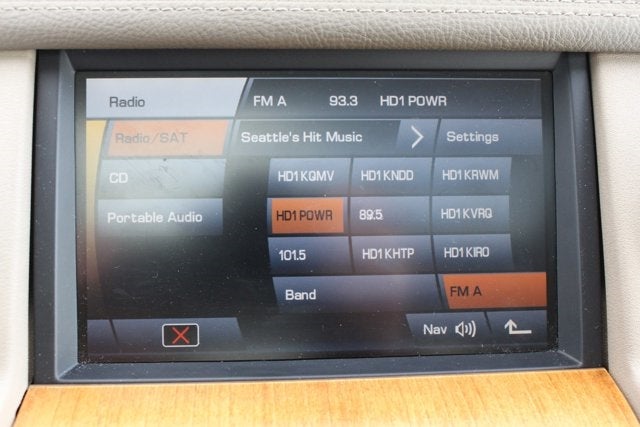 Radio FM A 93.3 HD1 POWR
Radio/SAT Seattle's Hit Music Settings
CD HD1 KQMV HD1 KNDD HD1 KRWM
Portable Audio HD1 POWR 89.5 HD1 KVRQ
101.5 HD1 KHTP HD1 KIRO
Band FM A
Nav